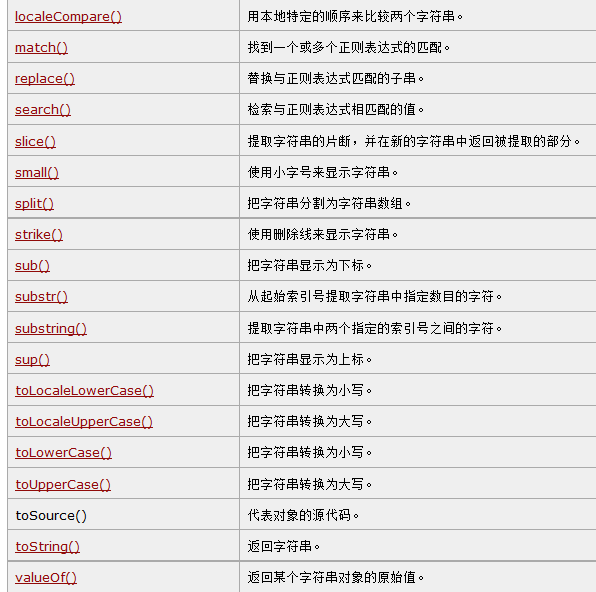 localeCompare() 用本地特定的顺序来比较两个字符串。
match() 找到一个或多个正则表达式的匹配。
replace() 替换与正则表达式匹配的子串。
search() 检索与正则表达式相匹配的值。
slice() 提取字符串的片断，并在新的字符串中返回被提取的部分。
small() 使用小字号来显示字符串。
split() 把字符串分割为字符串数组。
strike() 使用删除线来显示字符串。
sub() 把字符串显示为下标。
substr() 从起始索引号提取字符串中指定数目的字符。
substring() 提取字符串中两个指定的索引号之间的字符。
sup() 把字符串显示为上标。
toLocaleLowerCase() 把字符串转换为小写。
toLocaleUpperCase() 把字符串转换为大写。
toLowerCase() 把字符串转换为小写。
toUpperCase() 把字符串转换为大写。
toSource() 代表对象的源代码。
toString() 返回字符串。
valueOf() 返回某个字符串对象的原始值。